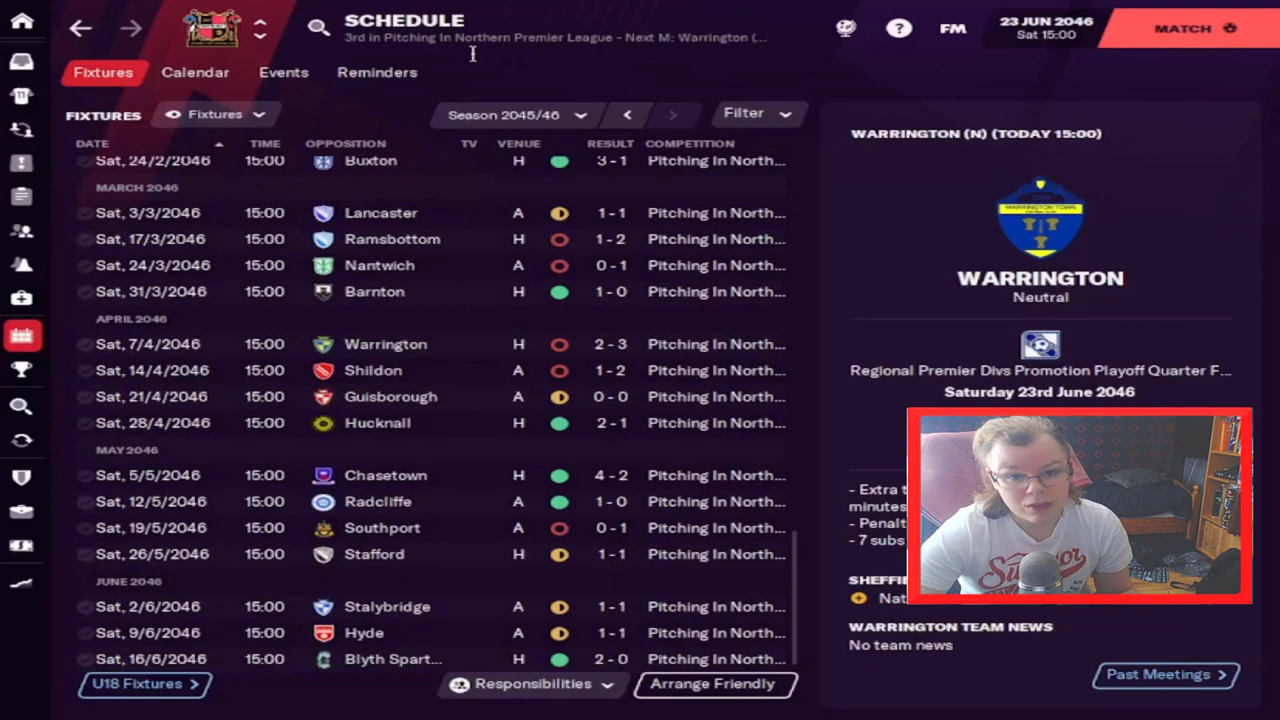 SCHEDULE
3rd in Pitching In Northern Premier League - Next M: Warrington (...
FM
23 JUN 2046
Sat 15:00
MATCH
Fixtures Calendar Events Reminders
FIXTURES Fixtures Season 2045/46 Filter
DATE TIME OPPOSITION TV VENUE RESULT COMPETITION
Sat, 24/2/2046 15:00 Buxton H 3 - 1 Pitching In North...
MARCH 2046
Sat, 3/3/2046 15:00 Lancaster A 1 - 1 Pitching In North...
Sat, 17/3/2046 15:00 Ramsbottom H 1 - 2 Pitching In North...
Sat, 24/3/2046 15:00 Nantwich A 0 - 1 Pitching In North...
Sat, 31/3/2046 15:00 Barnton H 1 - 0 Pitching In North...
APRIL 2046
Sat, 7/4/2046 15:00 Warrington H 2 - 3 Pitching In North...
Sat, 14/4/2046 15:00 Shildon A 1 - 2 Pitching In North...
Sat, 21/4/2046 15:00 Guisborough A 0 - 0 Pitching In North...
Sat, 28/4/2046 15:00 Hucknall H 2 - 1 Pitching In North...
MAY 2046
Sat, 5/5/2046 15:00 Chasetown H 4 - 2 Pitching In North...
Sat, 12/5/2046 15:00 Radcliffe A 1 - 0 Pitching In North...
Sat, 19/5/2046 15:00 Southport A 0 - 1 Pitching In North...
Sat, 26/5/2046 15:00 Stafford H 1 - 1 Pitching In North...
JUNE 2046
Sat, 2/6/2046 15:00 Stalybridge A 1 - 1 Pitching In North...
Sat, 9/6/2046 15:00 Hyde A 1 - 1 Pitching In North...
Sat, 16/6/2046 15:00 Blyth Spart... H 2 - 0 Pitching In North...
U18 Fixtures Responsibilities Arrange Friendly
WARRINGTON (N) (TODAY 15:00)
WARRINGTON TOWN
WARRINGTON
Neutral
Regional Premier Divs Promotion Playoff Quarter F...
Saturday 23rd June 2046
- Extra t
minutes
- Penalt
- 7 subs
SHEFFIE
Nat
WARRINGTON TEAM NEWS
No team news
Past Meetings